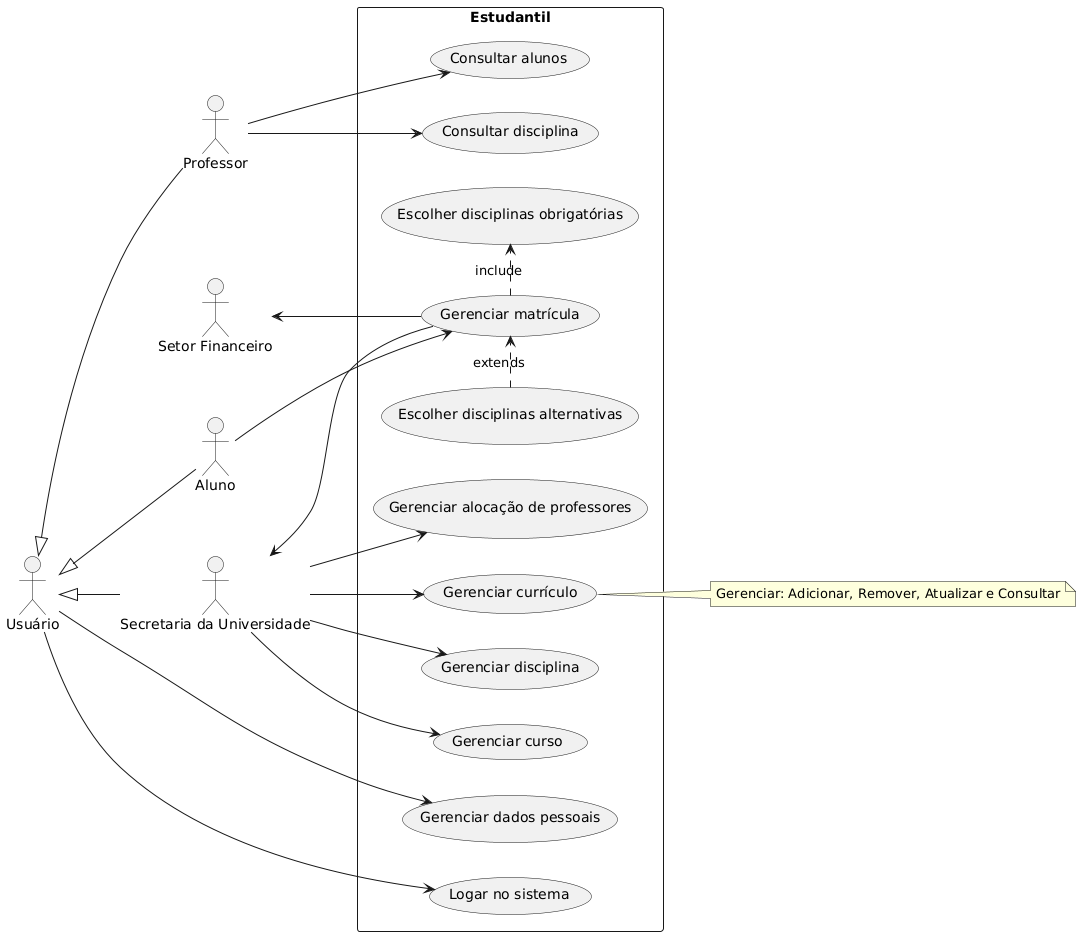 Estudantil
Consultar alunos
Consultar disciplina
Professor
Escolher disciplinas obrigatórias
include
Gerenciar matrícula
Setor Financeiro
extends
Escolher disciplinas alternativas
Aluno
Gerenciar alocação de professores
Gerenciar currículo
Gerenciar: Adicionar, Remover, Atualizar e Consultar
Usuário
Secretaria da Universidade
Gerenciar disciplina
Gerenciar curso
Gerenciar dados pessoais
Logar no sistema